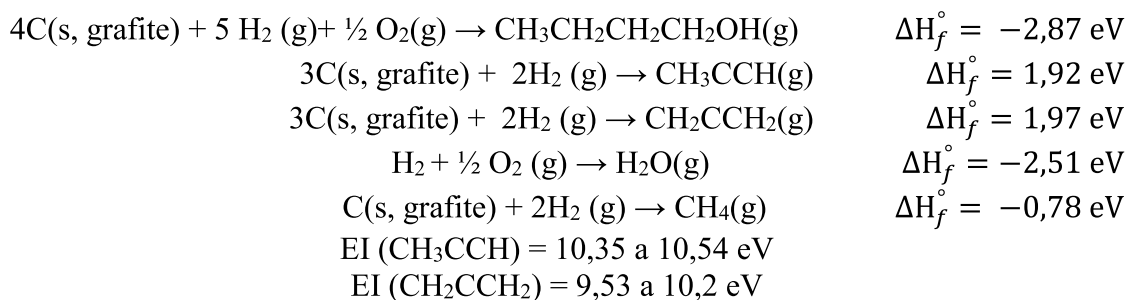 4C(s, grafite) + 5 H₂ (g)+ ½ O₂(g) → CH₃CH₂CH₂CH₂OH(g) ΔH°f = −2,87 eV
3C(s, grafite) + 2H₂ (g) → CH₃CCH(g) ΔH°f = 1,92 eV
3C(s, grafite) + 2H₂ (g) → CH₂CCH₂(g) ΔH°f = 1,97 eV
H₂ + ½ O₂ (g) → H₂O(g) ΔH°f = −2,51 eV
C(s, grafite) + 2H₂ (g) → CH₄(g) ΔH°f = −0,78 eV
EI (CH₃CCH) = 10,35 a 10,54 eV
EI (CH₂CCH₂) = 9,53 a 10,2 eV